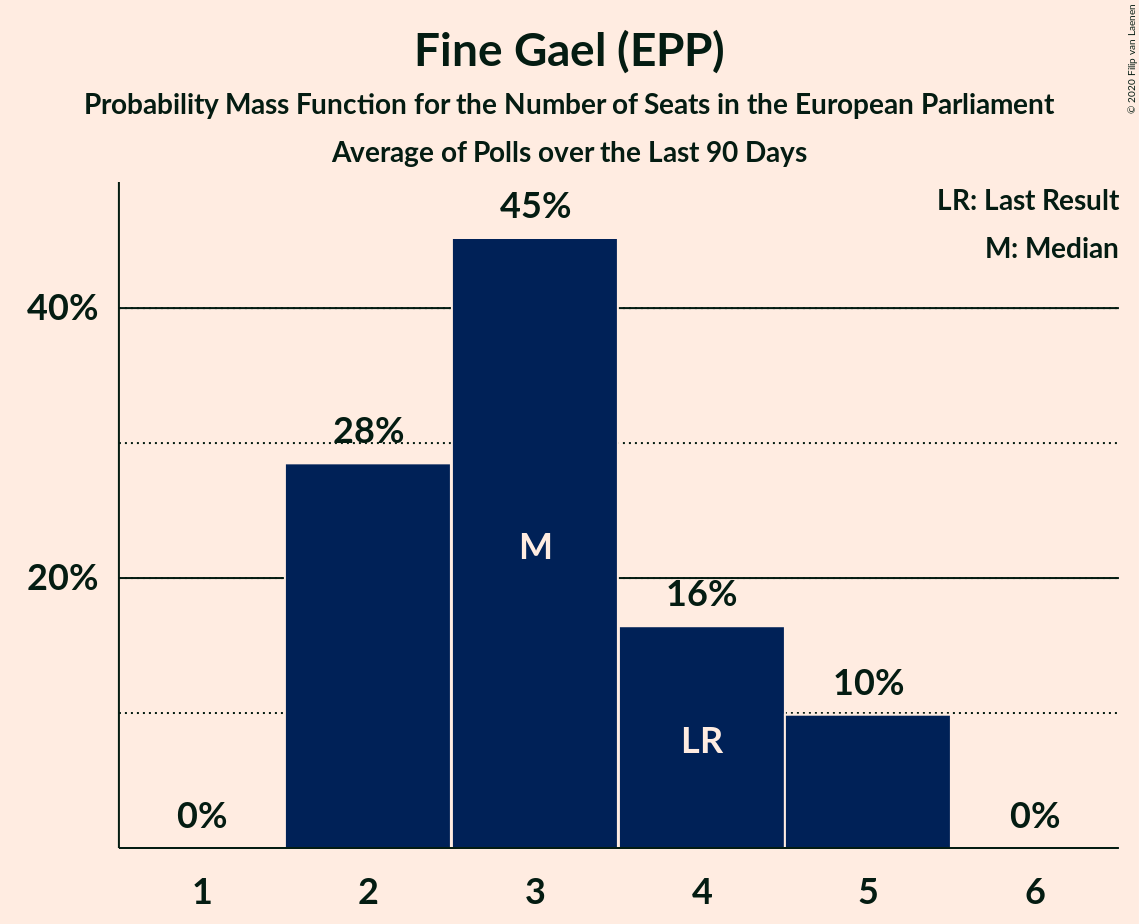 Fine Gael (EPP)
Probability Mass Function for the Number of Seats in the European Parliament
Average of Polls over the Last 90 Days
© 2020 Filip van Laenen
LR: Last Result
M: Median
45%
40%
28%
M
20%
16%
10%
LR
0%
0%
1 2 3 4 5 6